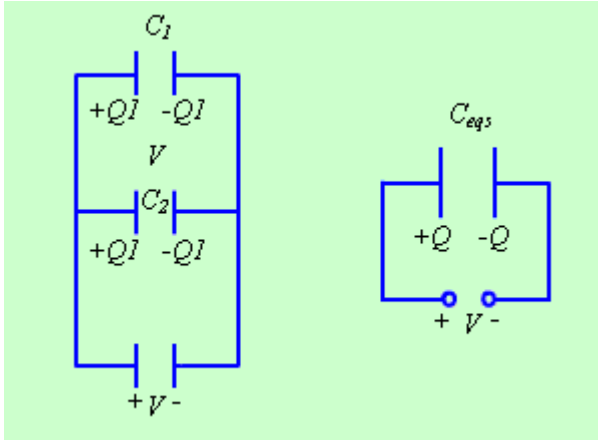 C1
+Q1 -Q1
V
C2
+Q1 -Q1
+ V -
Ceqs
+Q -Q
+ V -